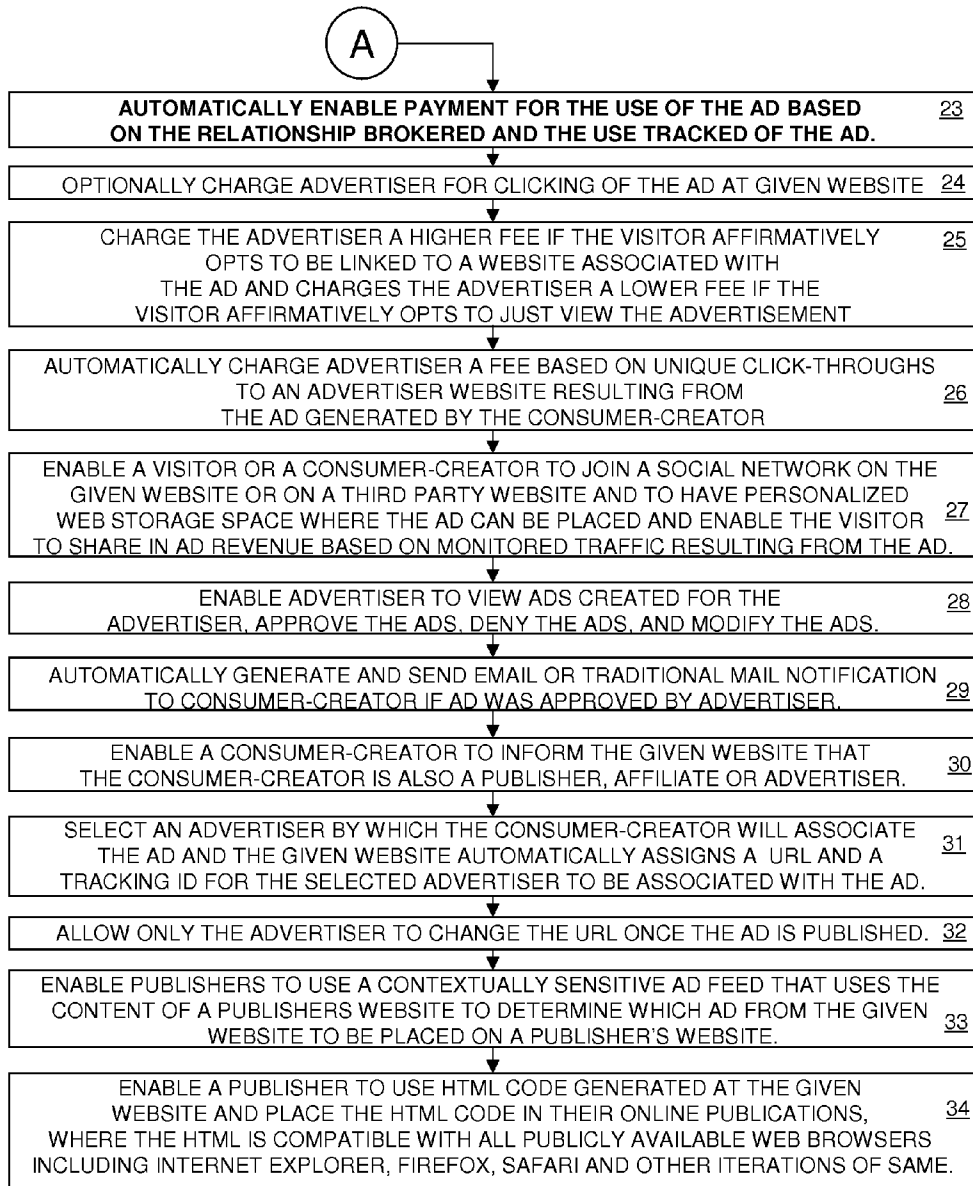 A
AUTOMATICALLY ENABLE PAYMENT FOR THE USE OF THE AD BASED
ON THE RELATIONSHIP BROKERED AND THE USE TRACKED OF THE AD.
23
OPTIONALLY CHARGE ADVERTISER FOR CLICKING OF THE AD AT GIVEN WEBSITE
24
CHARGE THE ADVERTISER A HIGHER FEE IF THE VISITOR AFFIRMATIVELY
OPTS TO BE LINKED TO A WEBSITE ASSOCIATED WITH
THE AD AND CHARGES THE ADVERTISER A LOWER FEE IF THE
VISITOR AFFIRMATIVELY OPTS TO JUST VIEW THE ADVERTISEMENT
25
AUTOMATICALLY CHARGE ADVERTISER A FEE BASED ON UNIQUE CLICK-THROUGHS
TO AN ADVERTISER WEBSITE RESULTING FROM
THE AD GENERATED BY THE CONSUMER-CREATOR
26
ENABLE A VISITOR OR A CONSUMER-CREATOR TO JOIN A SOCIAL NETWORK ON THE
GIVEN WEBSITE OR ON A THIRD PARTY WEBSITE AND TO HAVE PERSONALIZED
WEB STORAGE SPACE WHERE THE AD CAN BE PLACED AND ENABLE THE VISITOR
TO SHARE IN AD REVENUE BASED ON MONITORED TRAFFIC RESULTING FROM THE AD.
27
ENABLE ADVERTISER TO VIEW ADS CREATED FOR THE
ADVERTISER, APPROVE THE ADS, DENY THE ADS, AND MODIFY THE ADS.
28
AUTOMATICALLY GENERATE AND SEND EMAIL OR TRADITIONAL MAIL NOTIFICATION
TO CONSUMER-CREATOR IF AD WAS APPROVED BY ADVERTISER.
29
ENABLE A CONSUMER-CREATOR TO INFORM THE GIVEN WEBSITE THAT
THE CONSUMER-CREATOR IS ALSO A PUBLISHER, AFFILIATE OR ADVERTISER.
30
SELECT AN ADVERTISER BY WHICH THE CONSUMER-CREATOR WILL ASSOCIATE
THE AD AND THE GIVEN WEBSITE AUTOMATICALLY ASSIGNS A URL AND A
TRACKING ID FOR THE SELECTED ADVERTISER TO BE ASSOCIATED WITH THE AD.
31
ALLOW ONLY THE ADVERTISER TO CHANGE THE URL ONCE THE AD IS PUBLISHED.
32
ENABLE PUBLISHERS TO USE A CONTEXTUALLY SENSITIVE AD FEED THAT USES THE
CONTENT OF A PUBLISHERS WEBSITE TO DETERMINE WHICH AD FROM THE GIVEN
WEBSITE TO BE PLACED ON A PUBLISHER'S WEBSITE.
33
ENABLE A PUBLISHER TO USE HTML CODE GENERATED AT THE GIVEN
WEBSITE AND PLACE THE HTML CODE IN THEIR ONLINE PUBLICATIONS,
WHERE THE HTML IS COMPATIBLE WITH ALL PUBLICLY AVAILABLE WEB BROWSERS
INCLUDING INTERNET EXPLORER, FIREFOX, SAFARI AND OTHER ITERATIONS OF SAME.
34